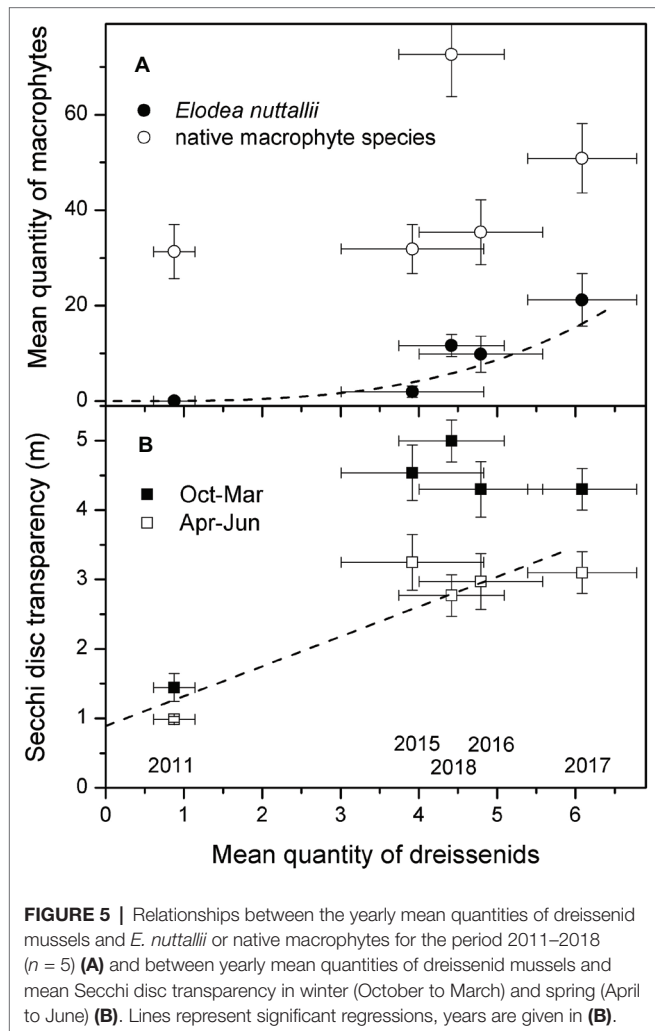 A
Elodea nuttallii
native macrophyte species
Mean quantity of macrophytes
60
40
20
0
B
Oct-Mar
Apr-Jun
Secchi disc transparency (m)
5
4
3
2
1
0
2011
2015
2018
2016
2017
0 1 2 3 4 5 6
Mean quantity of dreissenids
FIGURE 5 | Relationships between the yearly mean quantities of dreissenid
mussels and E. nuttallii or native macrophytes for the period 2011–2018
(n = 5) (A) and between yearly mean quantities of dreissenid mussels and
mean Secchi disc transparency in winter (October to March) and spring (April
to June) (B). Lines represent significant regressions, years are given in (B).